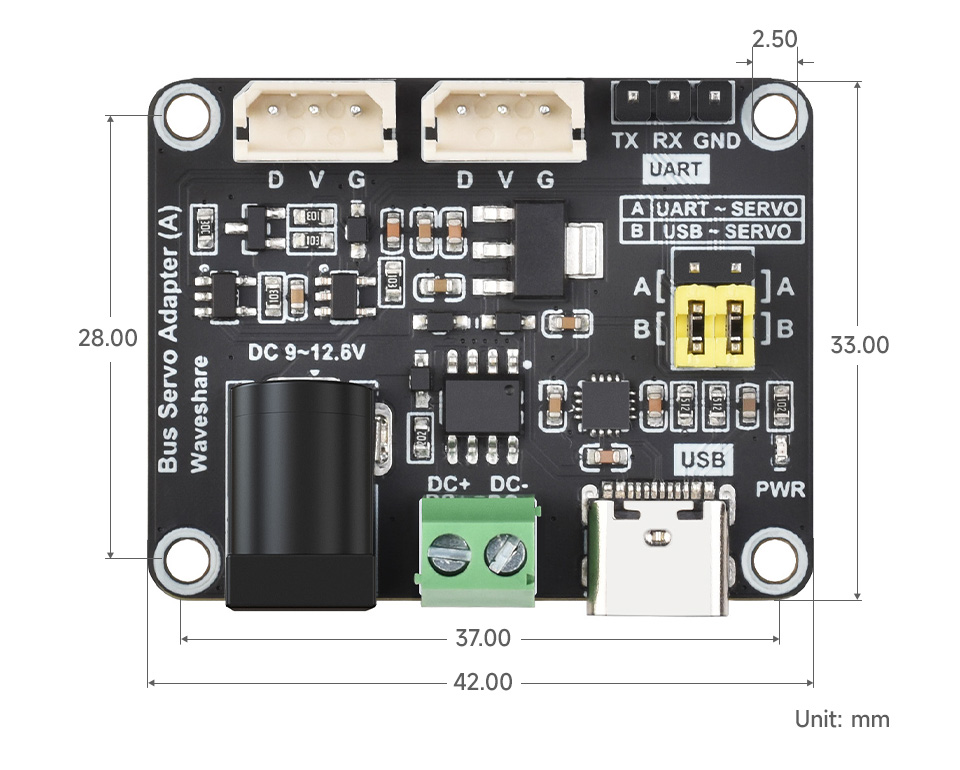 2.50
TX RX GND
UART
D V G
D V G
A UART ~ SERVO
B USB ~ SERVO
A A
B B
Bus Servo Adapter (A)
Waveshare
DC 9~12.6V
28.00
33.00
DC+ DC-
USB
PWR
37.00
42.00
Unit: mm